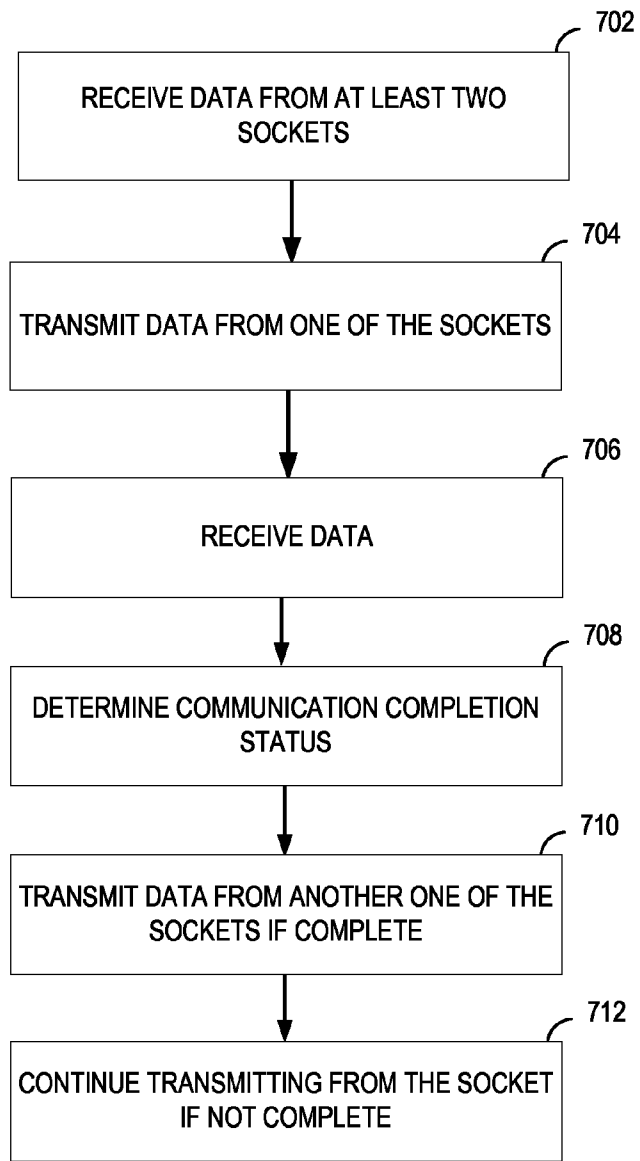 702
RECEIVE DATA FROM AT LEAST TWO
SOCKETS
704
TRANSMIT DATA FROM ONE OF THE SOCKETS
706
RECEIVE DATA
708
DETERMINE COMMUNICATION COMPLETION
STATUS
710
TRANSMIT DATA FROM ANOTHER ONE OF THE
SOCKETS IF COMPLETE
712
CONTINUE TRANSMITTING FROM THE SOCKET
IF NOT COMPLETE